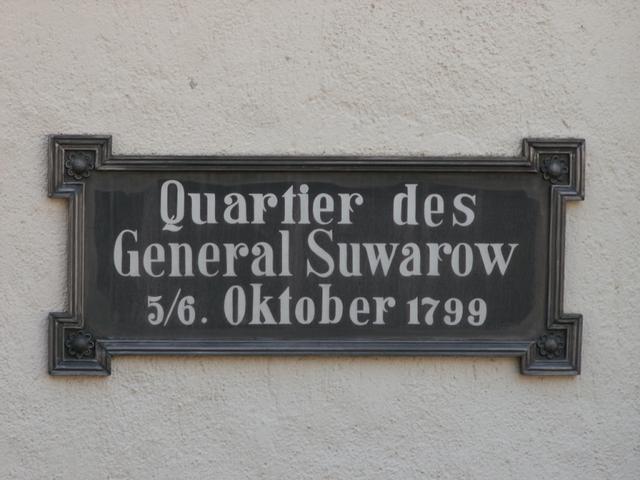 Quartier des
General Suwarow
5/6. Oktober 1799